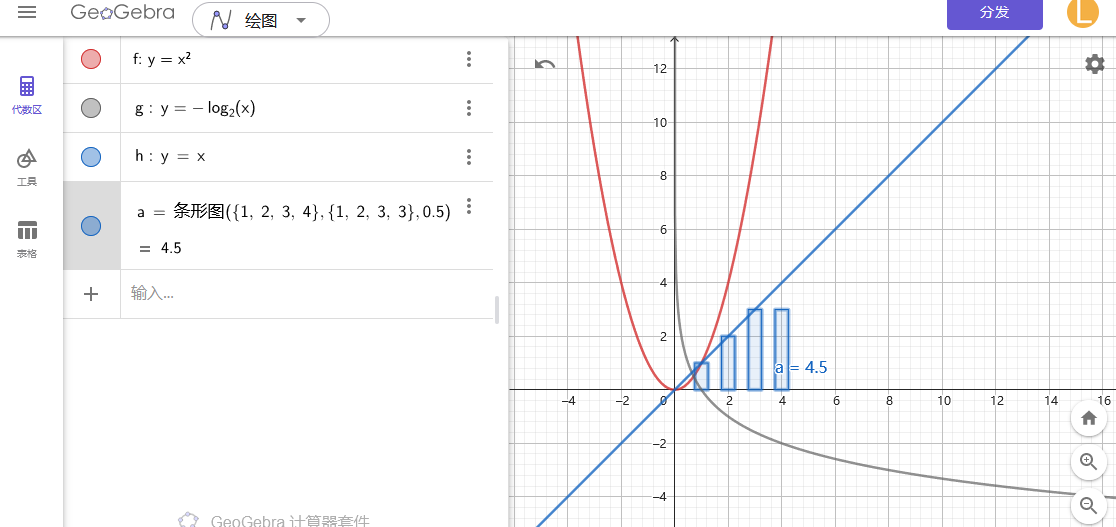 GeoGebra 绘图 分发 L
代数区
工具
表格
f: y = x²
g : y = − log₂(x)
h : y = x
a = 条形图({1, 2, 3, 4}, {1, 2, 3, 3}, 0.5)
= 4.5
输入...
GeoGebra 计算器套件
12
10
8
6
4
2
−2
−4
−4 −2 0 2 4 6 8 10 12 14 16
a = 4.5